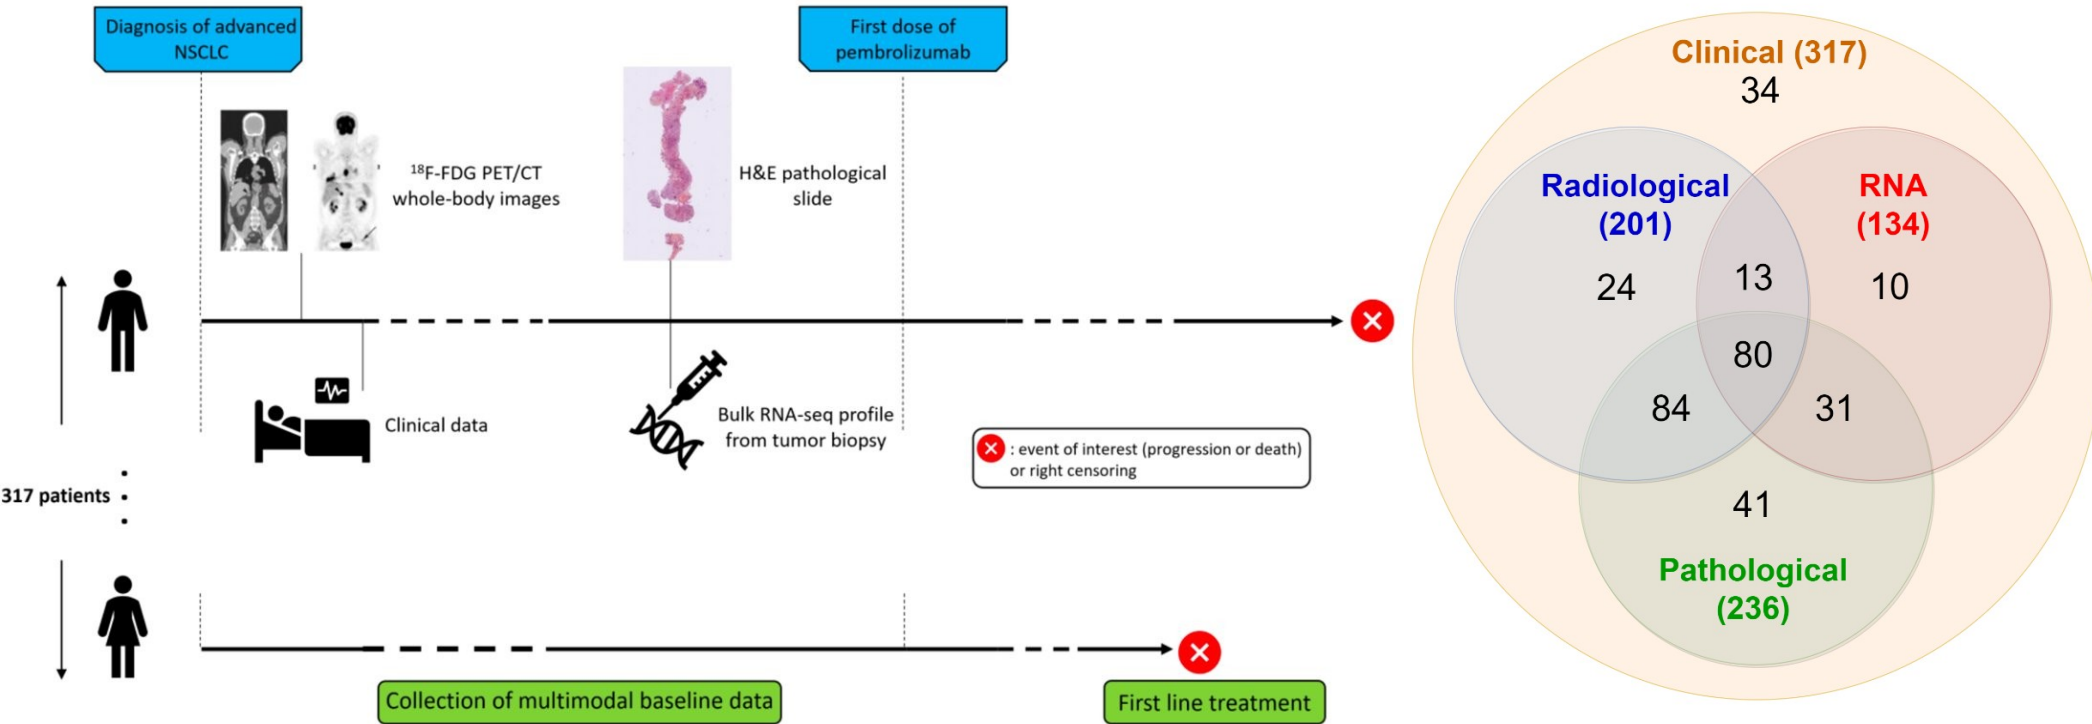 Diagnosis of advanced
NSCLC
First dose of
pembrolizumab
¹⁸F-FDG PET/CT
whole-body images
H&E pathological
slide
Clinical data
Bulk RNA-seq profile
from tumor biopsy
: event of interest (progression or death)
or right censoring
317 patients
Collection of multimodal baseline data
First line treatment
Clinical (317)
34
Radiological
(201)
RNA
(134)
24
13
10
80
84
31
41
Pathological
(236)